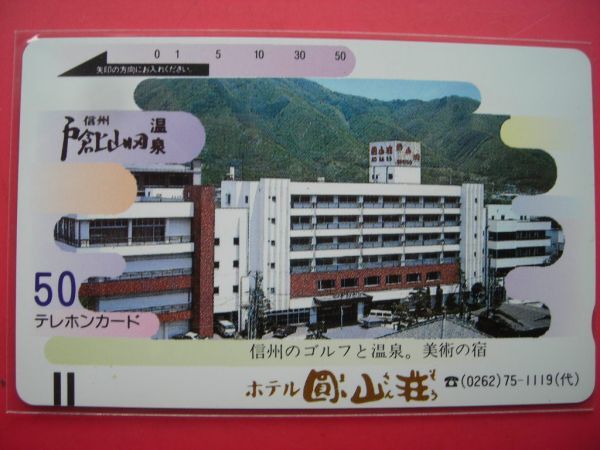 0 1 5 10 30 50
矢印の方向にお入れください
信州
戸倉上山田
温泉
圓山荘
50
テレホンカード
信州のゴルフと温泉。美術の宿
ホテル 圓山荘 ☎(0262)75-1119(代)